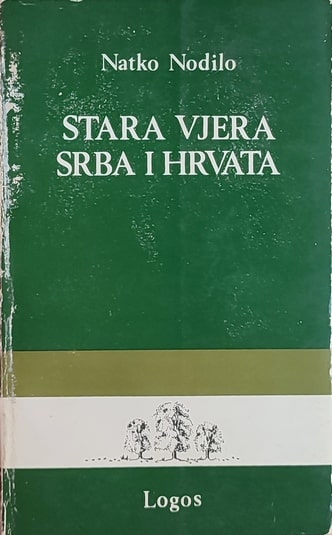 Natko Nodilo
STARA VJERA
SRBA I HRVATA
Logos